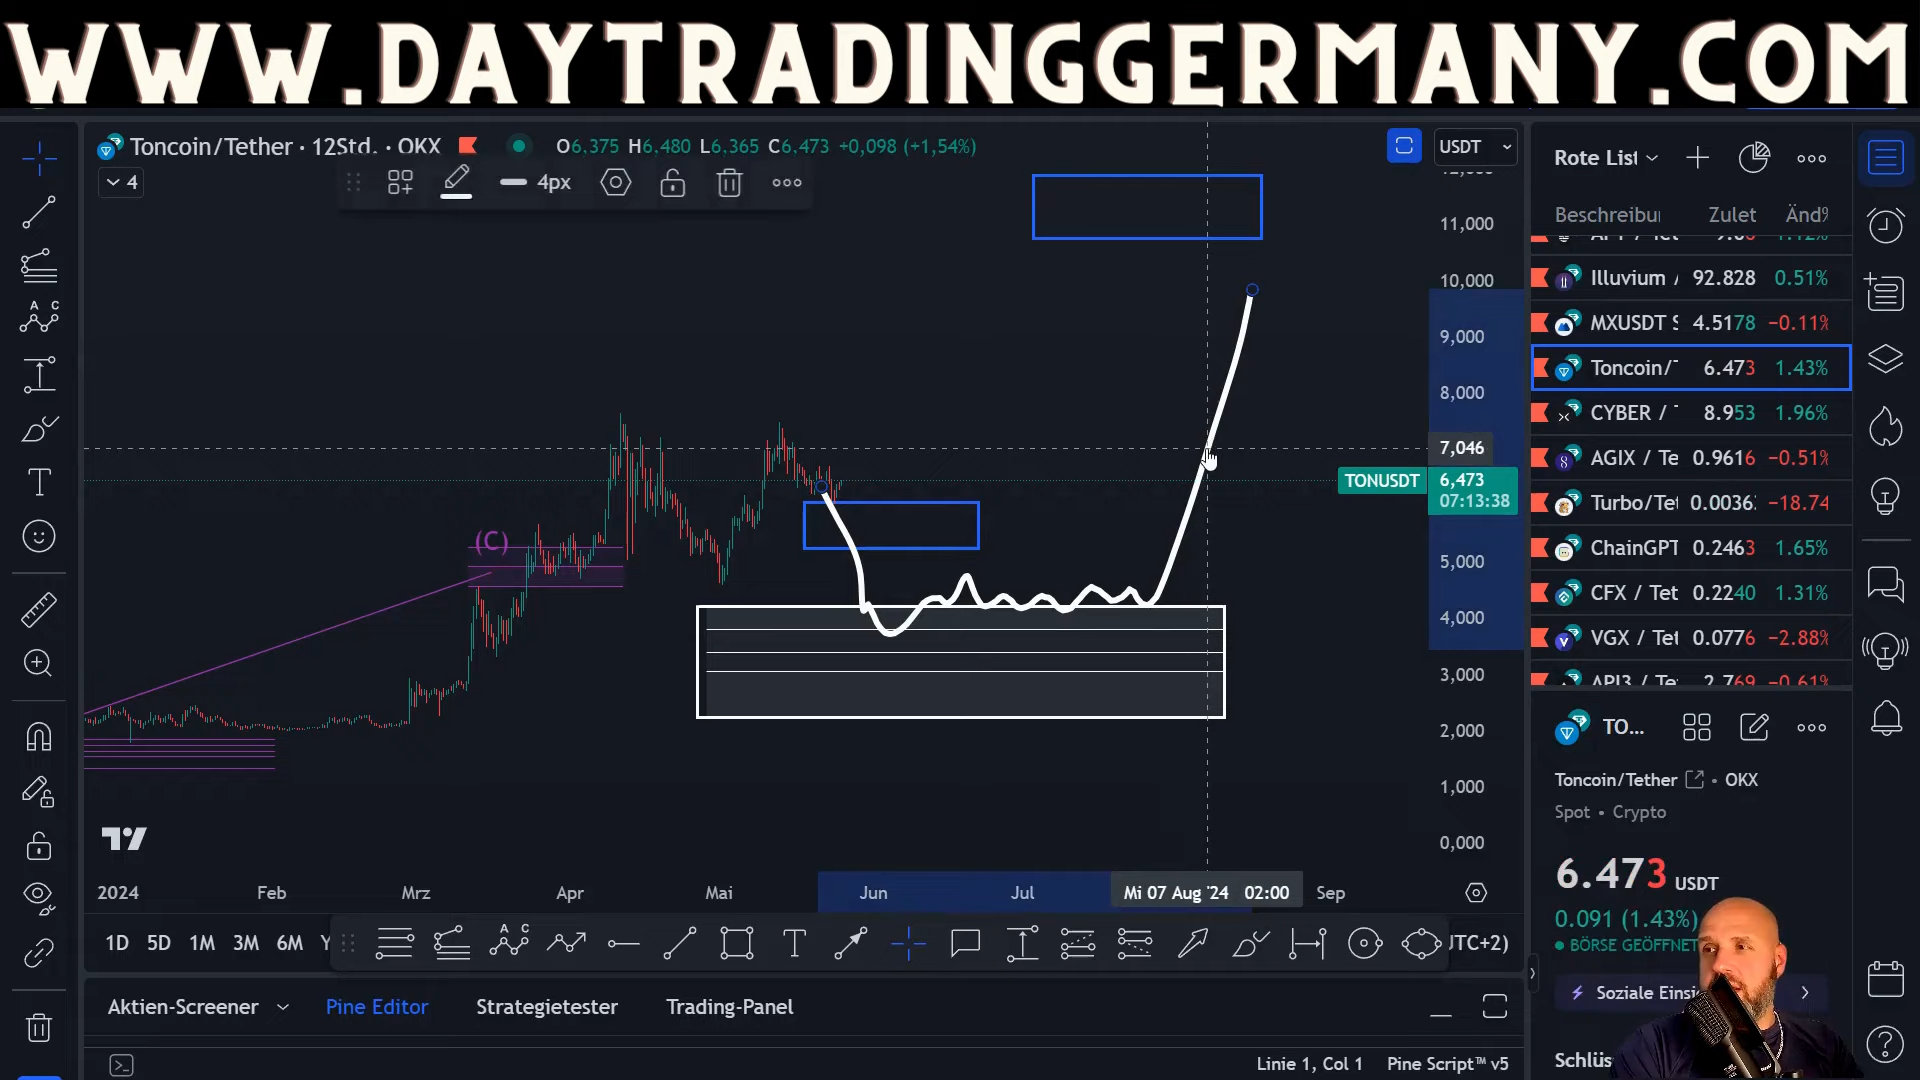 WWW.DAYTRADINGGERMANY.COM
Toncoin/Tether · 12Std. · OKX
O6,375 H6,480 L6,365 C6,473 +0,098 (+1,54%)
USDT
4
4px
11,000
10,000
9,000
8,000
7,046
TONUSDT
6,473
07:13:38
5,000
4,000
3,000
2,000
1,000
0,000
(C)
2024
Feb
Mrz
Apr
Mai
Jun
Jul
Mi 07 Aug '24 02:00
Sep
1D
5D
1M
3M
6M
A C
UTC+2)
Aktien-Screener
Pine Editor
Strategietester
Trading-Panel
Linie 1, Col 1
Pine Script™ v5
Rote List
Beschreibu
Zulet
Änd%
Illuvium / 92.828 0.51%
MXUSDT S 4.5178 −0.11%
Toncoin/T 6.473 1.43%
CYBER / T 8.953 1.96%
AGIX / Te 0.9616 −0.51%
Turbo/Tet 0.0036 −18.74
ChainGPT 0.2463 1.65%
CFX / Tet 0.2240 1.31%
VGX / Tet 0.0776 −2.88%
API3 / Te 2.769 −0.61%
TO...
Toncoin/Tether · OKX
Spot · Crypto
6.473 USDT
0.091 (1.43%)
BÖRSE GEÖFFNET
Soziale Einsi
Schlüs